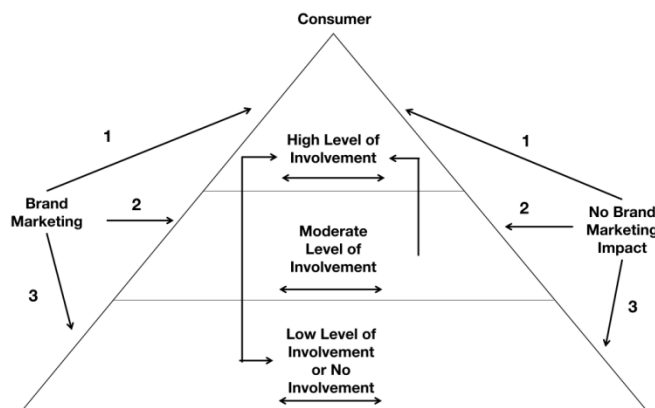 Consumer
1
1
High Level of
Involvement
Brand
Marketing
2
2
No Brand
Marketing
Impact
Moderate
Level of
Involvement
3
3
Low Level of
Involvement
or No
Involvement